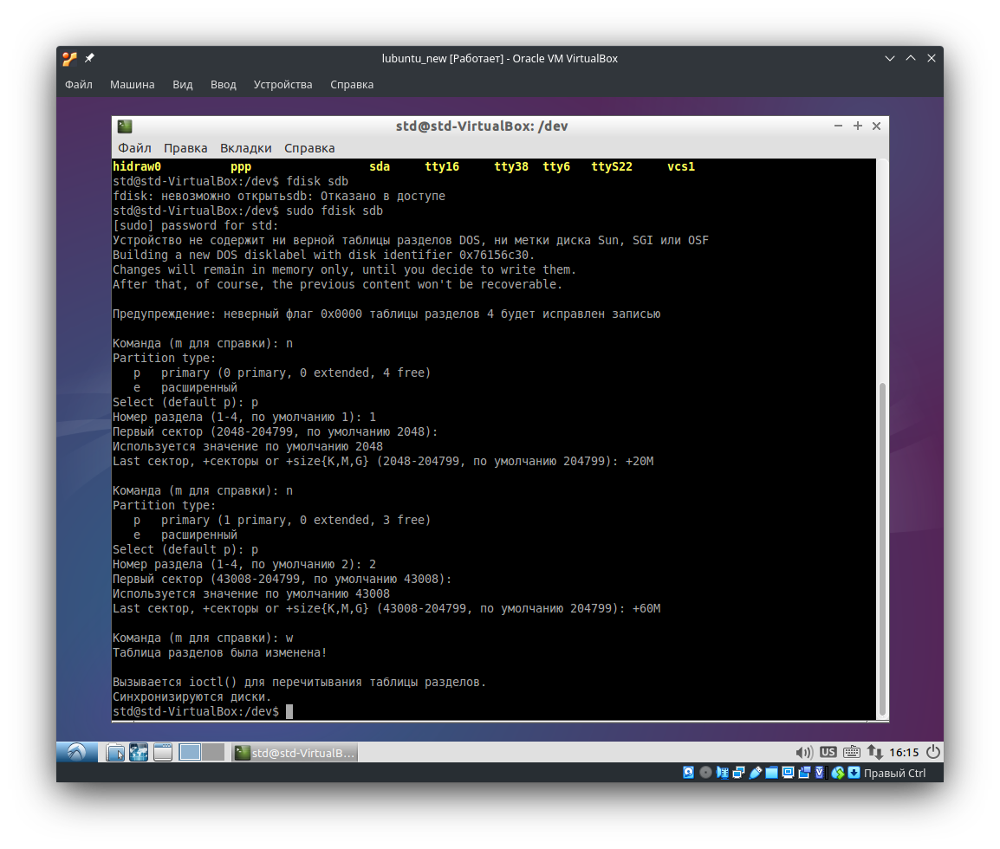 lubuntu_new [Работает] - Oracle VM VirtualBox
Файл Машина Вид Ввод Устройства Справка
std@std-VirtualBox: /dev
Файл Правка Вкладки Справка
hidraw0 ppp sda tty16 tty38 tty6 ttyS22 vcs1
std@std-VirtualBox:/dev$ fdisk sdb
fdisk: невозможно открытьsdb: Отказано в доступе
std@std-VirtualBox:/dev$ sudo fdisk sdb
[sudo] password for std:
Устройство не содержит ни верной таблицы разделов DOS, ни метки диска Sun, SGI или OSF
Building a new DOS disklabel with disk identifier 0x76156c30.
Changes will remain in memory only, until you decide to write them.
After that, of course, the previous content won't be recoverable.
Предупреждение: неверный флаг 0x0000 таблицы разделов 4 будет исправлен записью
Команда (m для справки): n
Partition type:
p primary (0 primary, 0 extended, 4 free)
e расширенный
Select (default p): p
Номер раздела (1-4, по умолчанию 1): 1
Первый сектор (2048-204799, по умолчанию 2048):
Используется значение по умолчанию 2048
Last сектор, +секторы or +size{K,M,G} (2048-204799, по умолчанию 204799): +20M
Команда (m для справки): n
Partition type:
p primary (1 primary, 0 extended, 3 free)
e расширенный
Select (default p): p
Номер раздела (1-4, по умолчанию 2): 2
Первый сектор (43008-204799, по умолчанию 43008):
Используется значение по умолчанию 43008
Last сектор, +секторы or +size{K,M,G} (43008-204799, по умолчанию 204799): +60M
Команда (m для справки): w
Таблица разделов была изменена!
Вызывается ioctl() для перечитывания таблицы разделов.
Синхронизируются диски.
std@std-VirtualBox:/dev$
std@std-VirtualB... US 16:15
Правый Ctrl